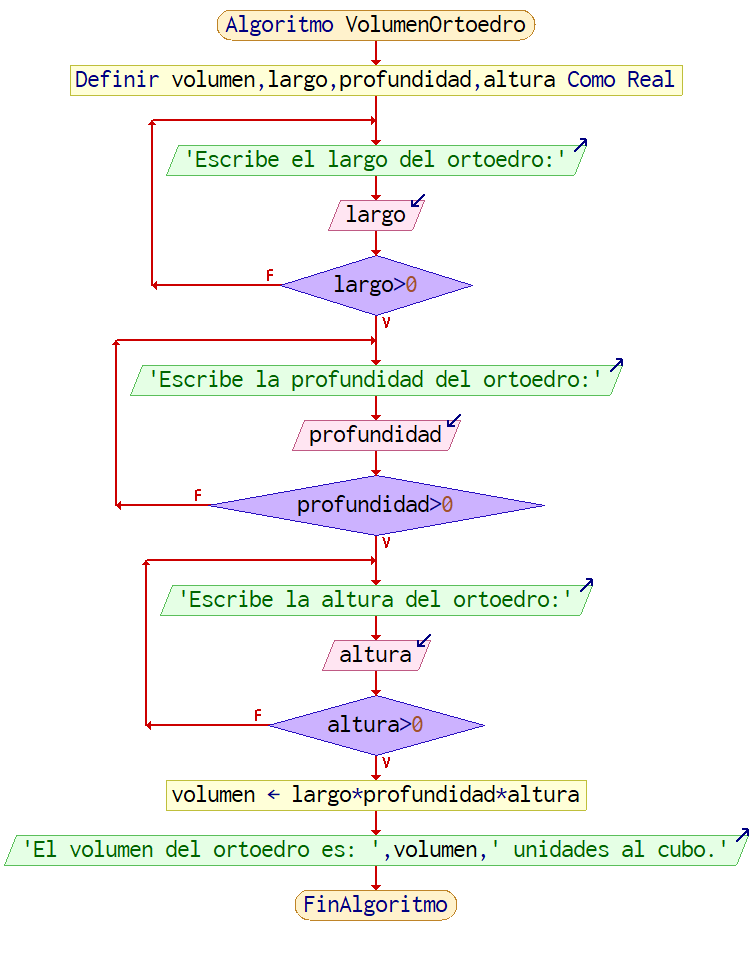 Algoritmo VolumenOrtoedro
Definir volumen,largo,profundidad,altura Como Real
'Escribe el largo del ortoedro:'
largo
F
largo>0
V
'Escribe la profundidad del ortoedro:'
profundidad
F
profundidad>0
V
'Escribe la altura del ortoedro:'
altura
F
altura>0
V
volumen ← largo*profundidad*altura
'El volumen del ortoedro es: ',volumen,' unidades al cubo.'
FinAlgoritmo